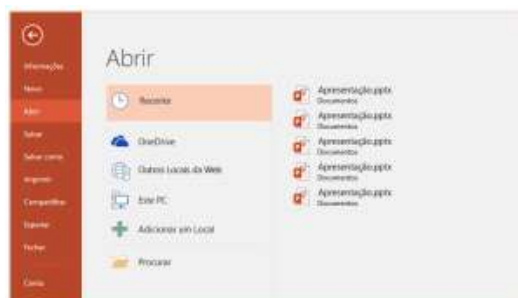 Informações
Novo
Abrir
Salvar
Salvar como
Imprimir
Compartilhar
Exportar
Fechar
Conta
Abrir
Recente
OneDrive
Outros Locais da Web
Este PC
Adicionar um Local
Procurar
Apresentação.pptx
Documentos
Apresentação.pptx
Documentos
Apresentação.pptx
Documentos
Apresentação.pptx
Documentos
Apresentação.pptx
Documentos